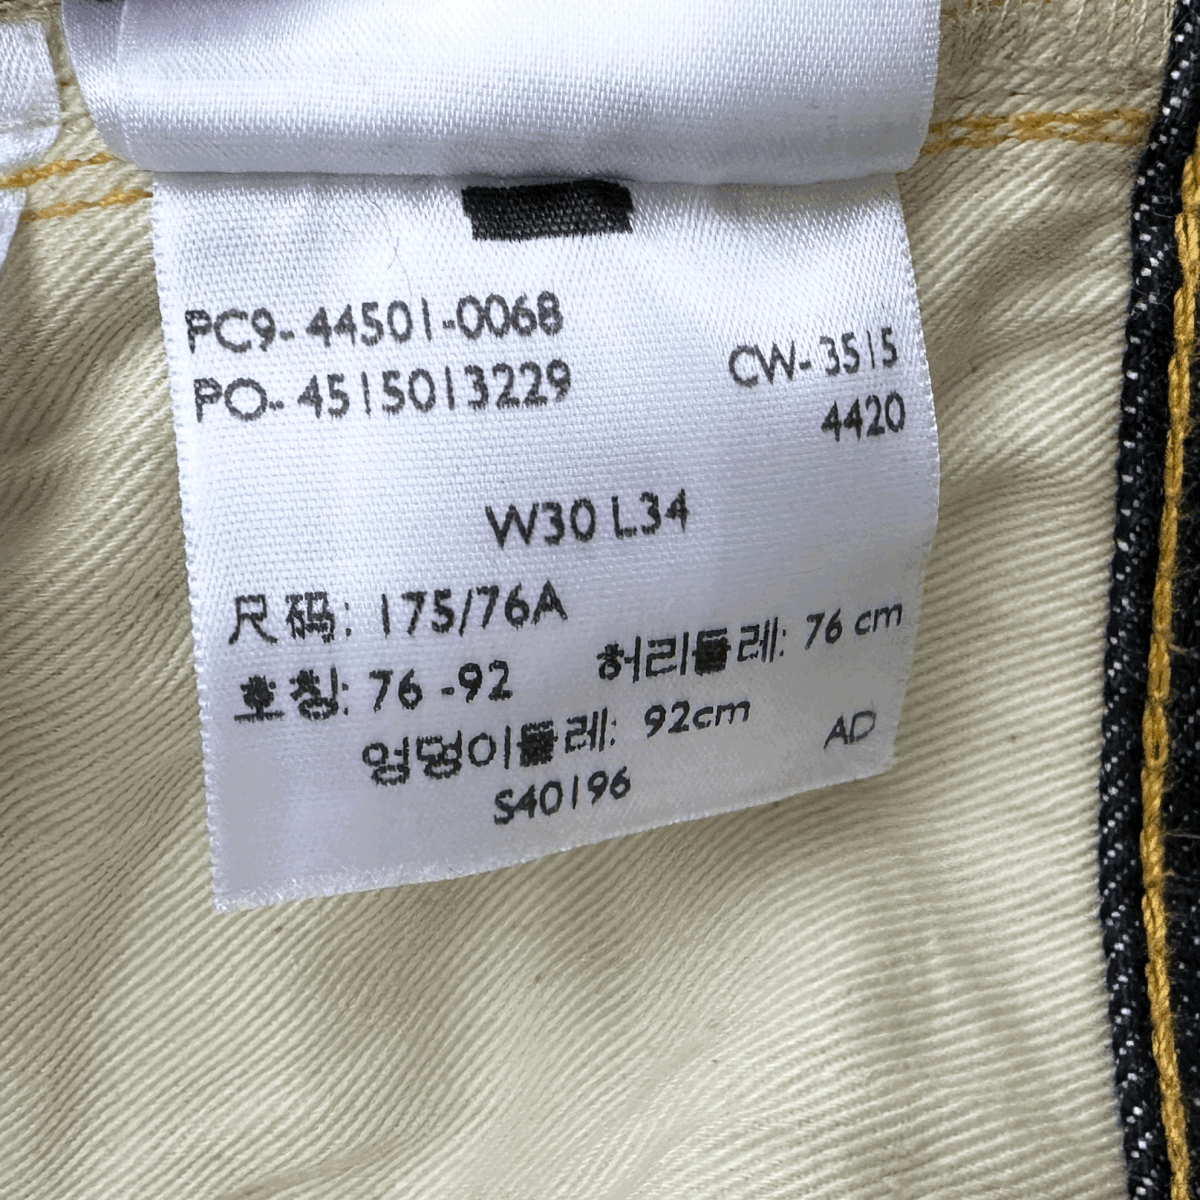 PC9-44501-0068
PO-4515013229
CW-3515
4420
W30 L34
尺码: 175/76A
호칭: 76-92 허리둘레: 76 cm
엉덩이둘레: 92cm
AD
S40196